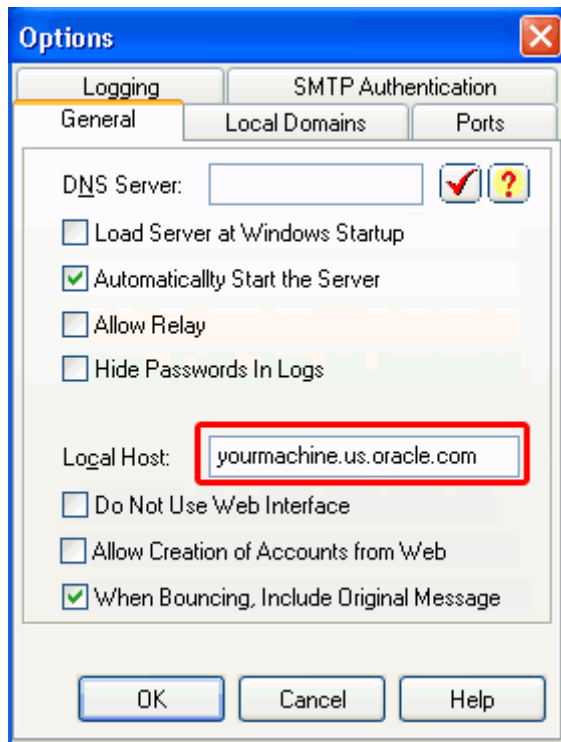 Options
Logging
SMTP Authentication
General
Local Domains
Ports
DNS Server:
?
Load Server at Windows Startup
Automaticallty Start the Server
Allow Relay
Hide Passwords In Logs
Local Host:
yourmachine.us.oracle.com
Do Not Use Web Interface
Allow Creation of Accounts from Web
When Bouncing, Include Original Message
OK
Cancel
Help